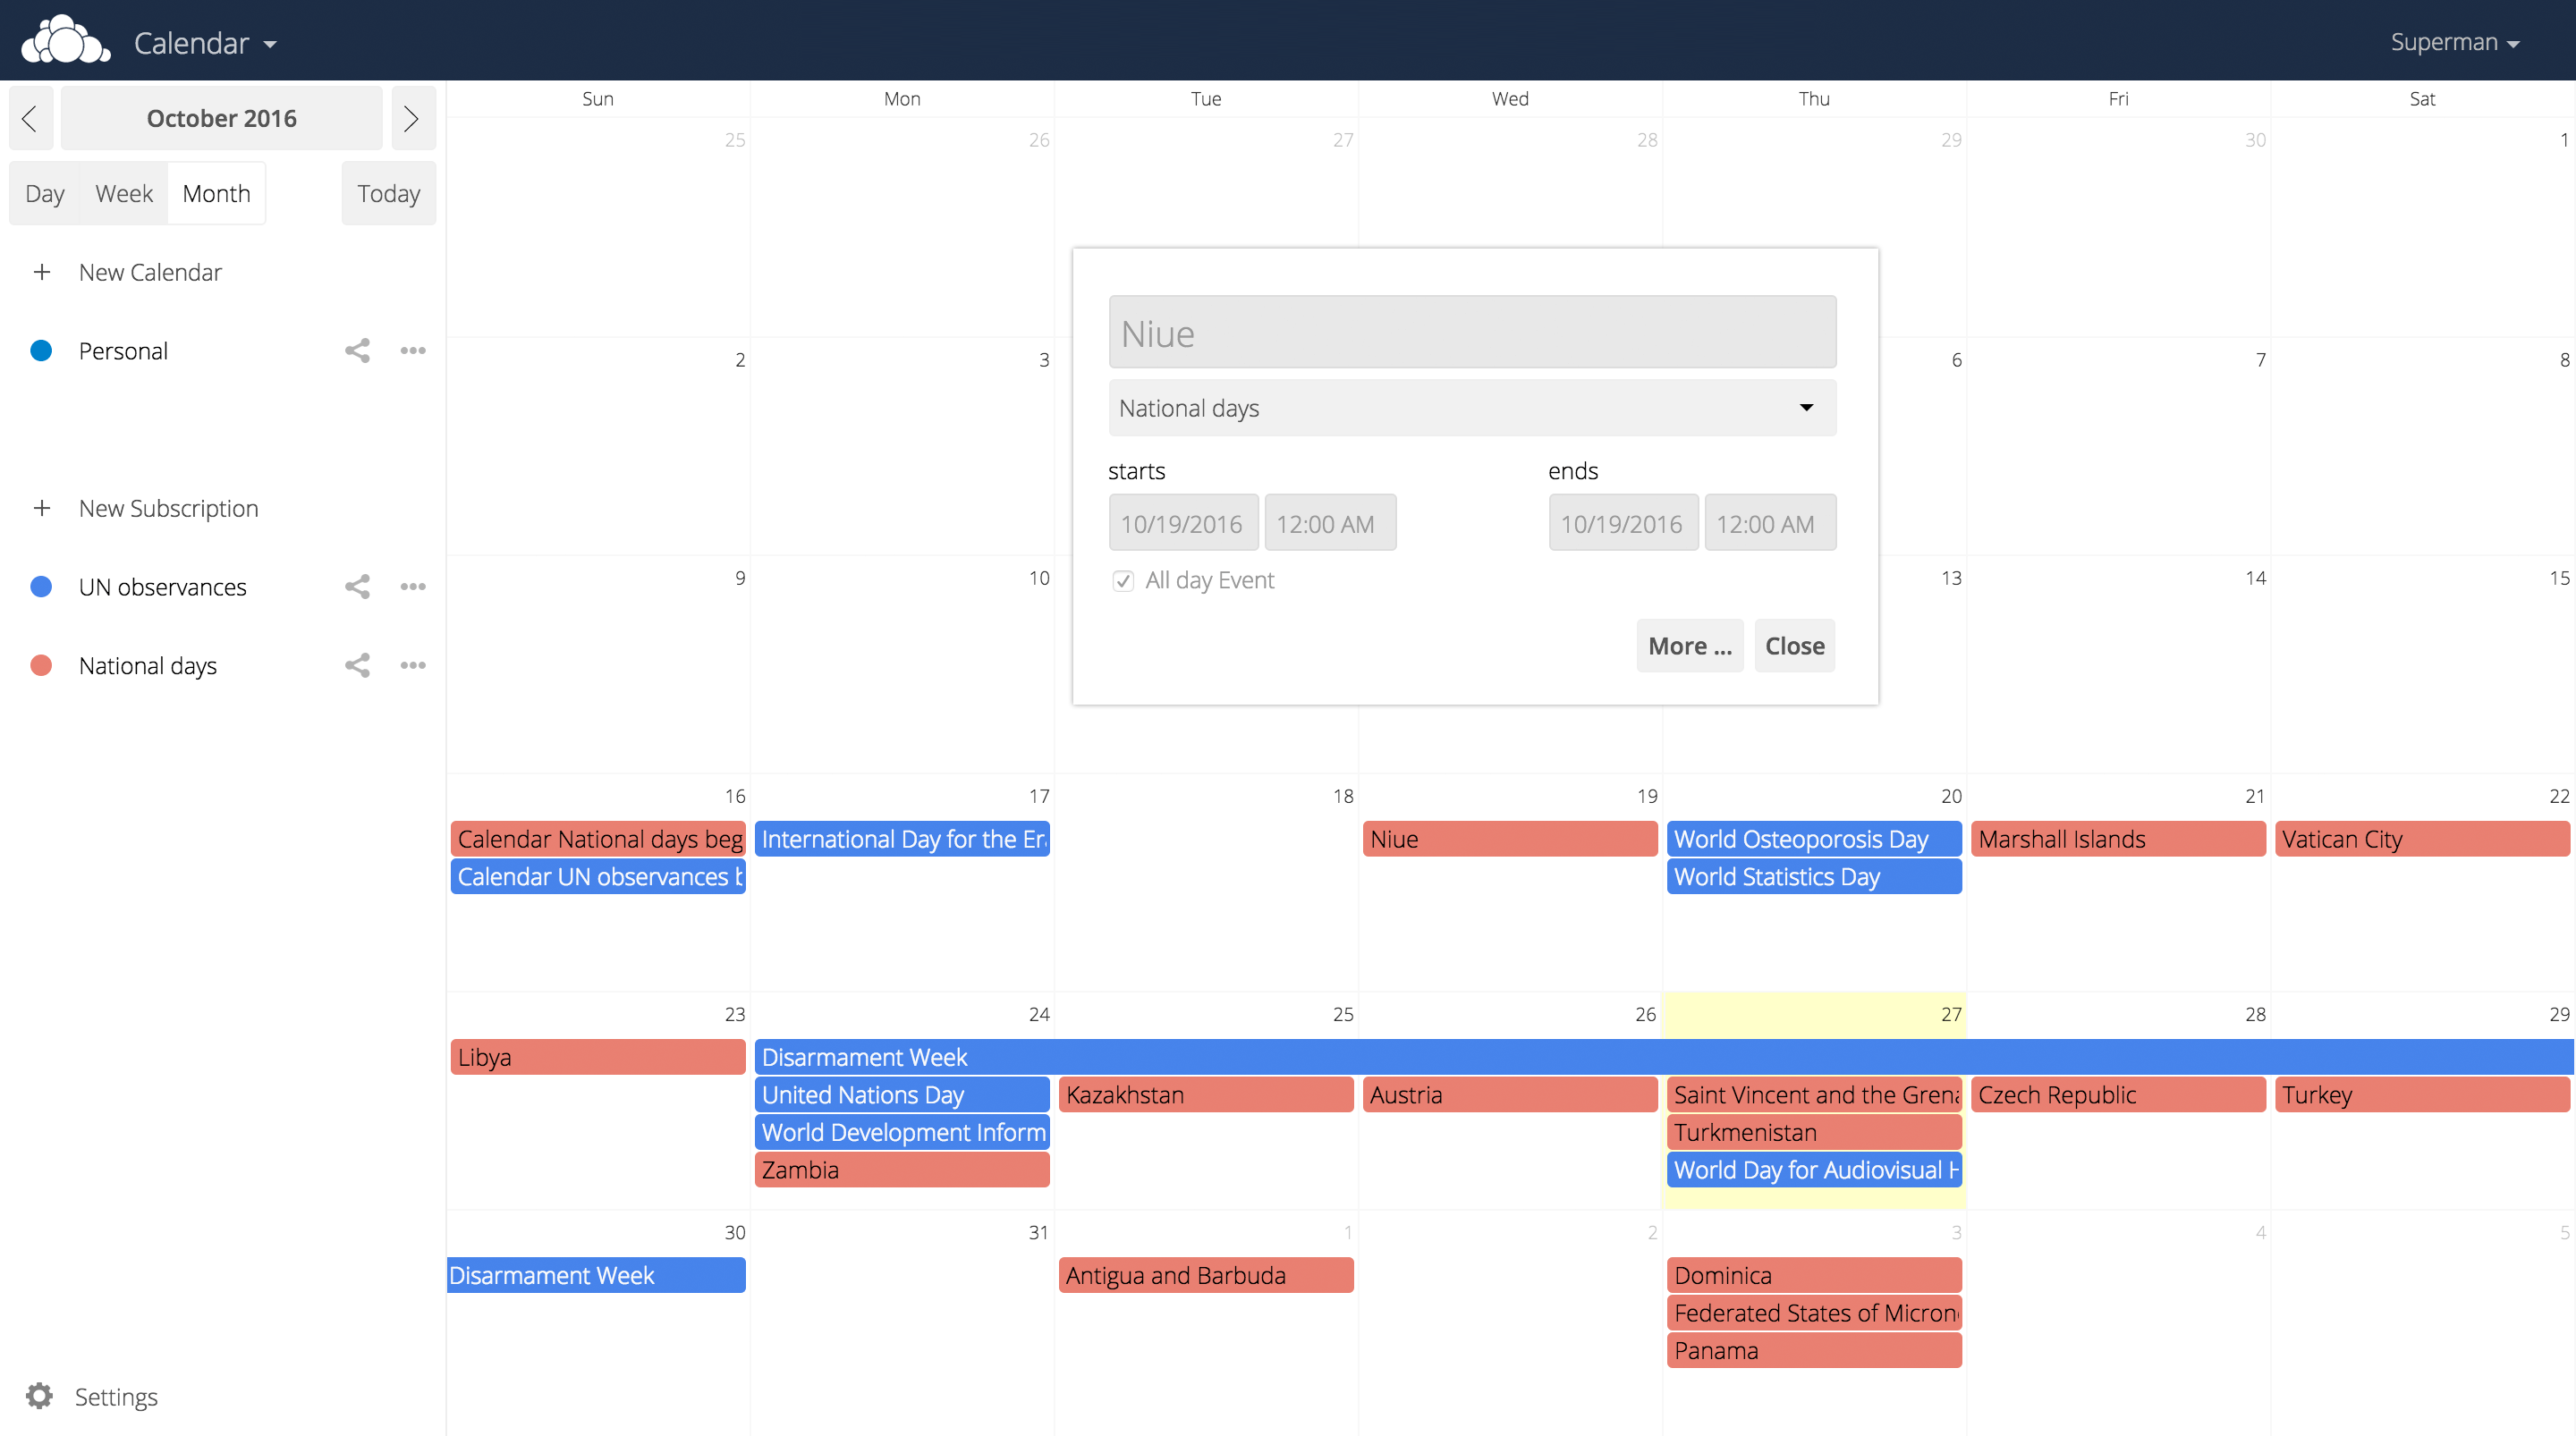 Calendar
Superman
October 2016
Day Week Month Today
New Calendar
Personal
New Subscription
UN observances
National days
Settings
Sun Mon Tue Wed Thu Fri Sat
25 26 27 28 29 30 1
2 3 6 7 8
9 10 13 14 15
Niue
National days
starts ends
10/19/2016 12:00 AM 10/19/2016 12:00 AM
All day Event
More ... Close
16 17 18 19 20 21 22
Calendar National days beg International Day for the Er Niue World Osteoporosis Day Marshall Islands Vatican City
Calendar UN observances World Statistics Day
23 24 25 26 27 28 29
Libya Disarmament Week
United Nations Day Kazakhstan Austria Saint Vincent and the Grena Czech Republic Turkey
World Development Inform Turkmenistan
Zambia World Day for Audiovisual
30 31 1 2 3 4 5
Disarmament Week Antigua and Barbuda Dominica
Federated States of Micron
Panama